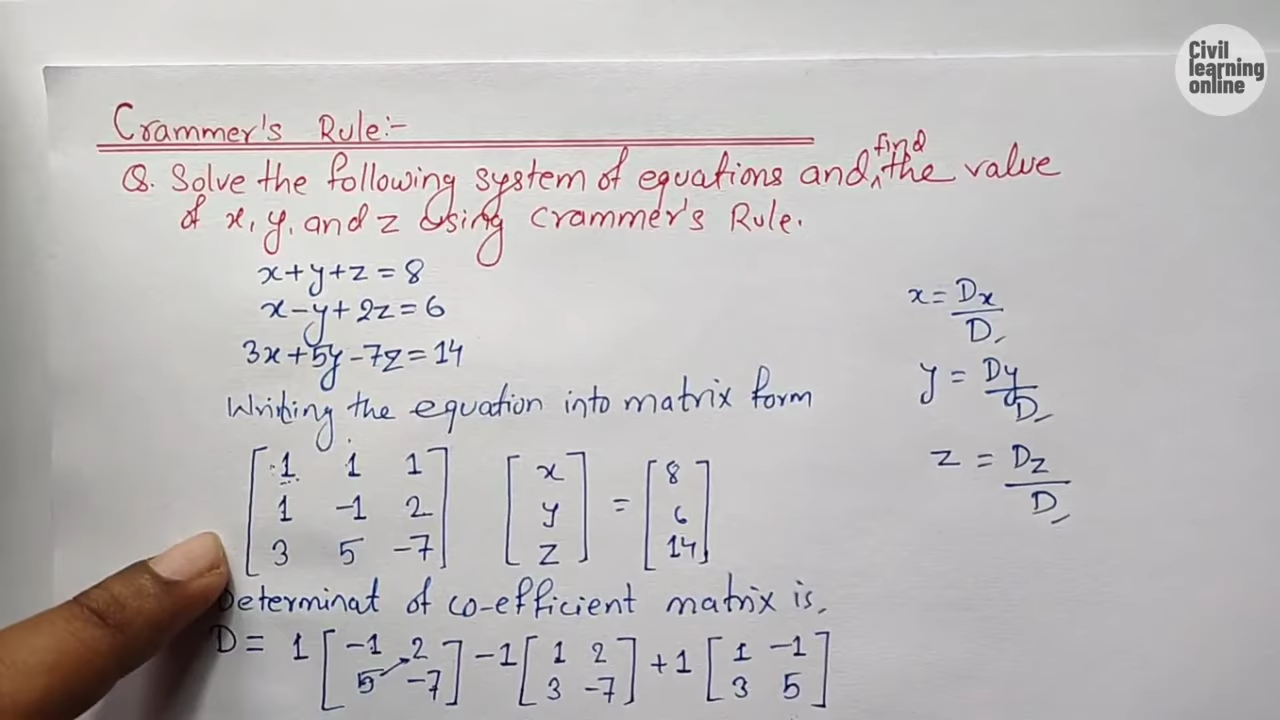 Civil
learning
online
Crammer's Rule:-
Q. Solve the following system of equations and find the value
of x, y, and z using Crammer's Rule.
x+y+z=8
x-y+2z=6
3x+5y-7z=14
Writing the equation into matrix form
1 1 1
1 -1 2
3 5 -7
x
y
z
=
8
6
14
x = Dx / D
y = Dy / D
z = Dz / D
Determinat of co-efficient matrix is,
D = 1 [-1 2] -1 [1 2] +1 [1 -1]
[5 -7] [3 -7] [3 5]